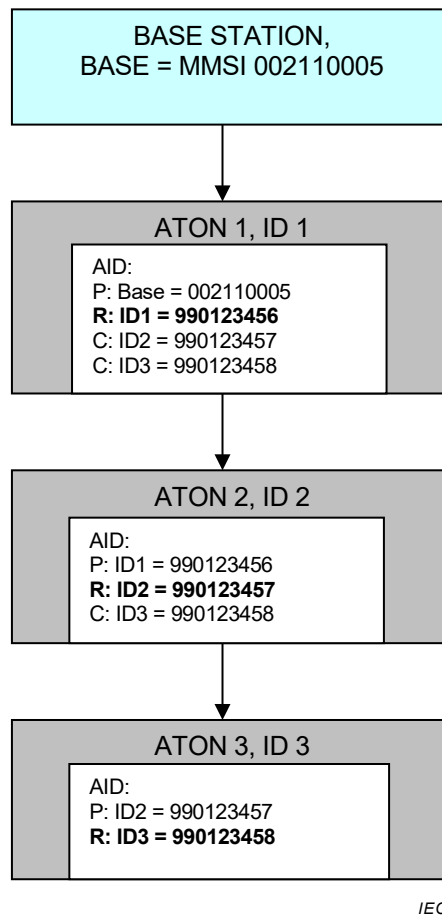 BASE STATION,
BASE = MMSI 002110005
ATON 1, ID 1
AID:
P: Base = 002110005
R: ID1 = 990123456
C: ID2 = 990123457
C: ID3 = 990123458
ATON 2, ID 2
AID:
P: ID1 = 990123456
R: ID2 = 990123457
C: ID3 = 990123458
ATON 3, ID 3
AID:
P: ID2 = 990123457
R: ID3 = 990123458
IEC